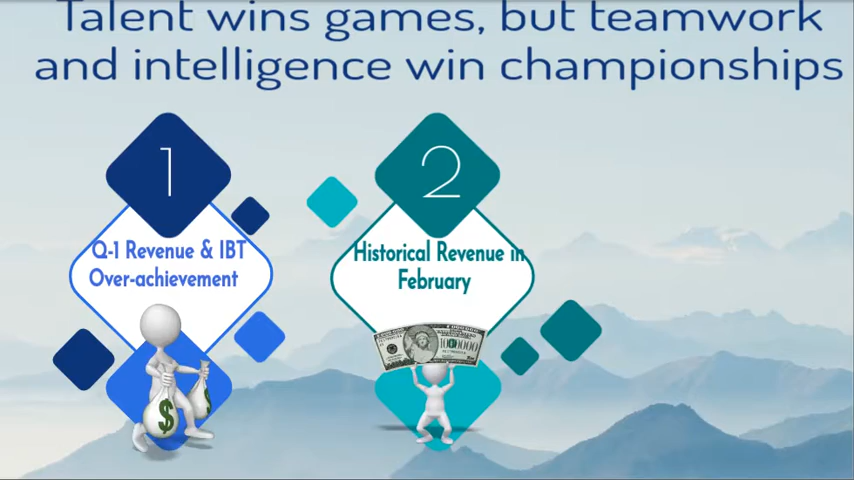 Talent wins games, but teamwork
and intelligence win championships
1
2
Q-1 Revenue & IBT
Over-achievement
Historical Revenue in
February
$
$